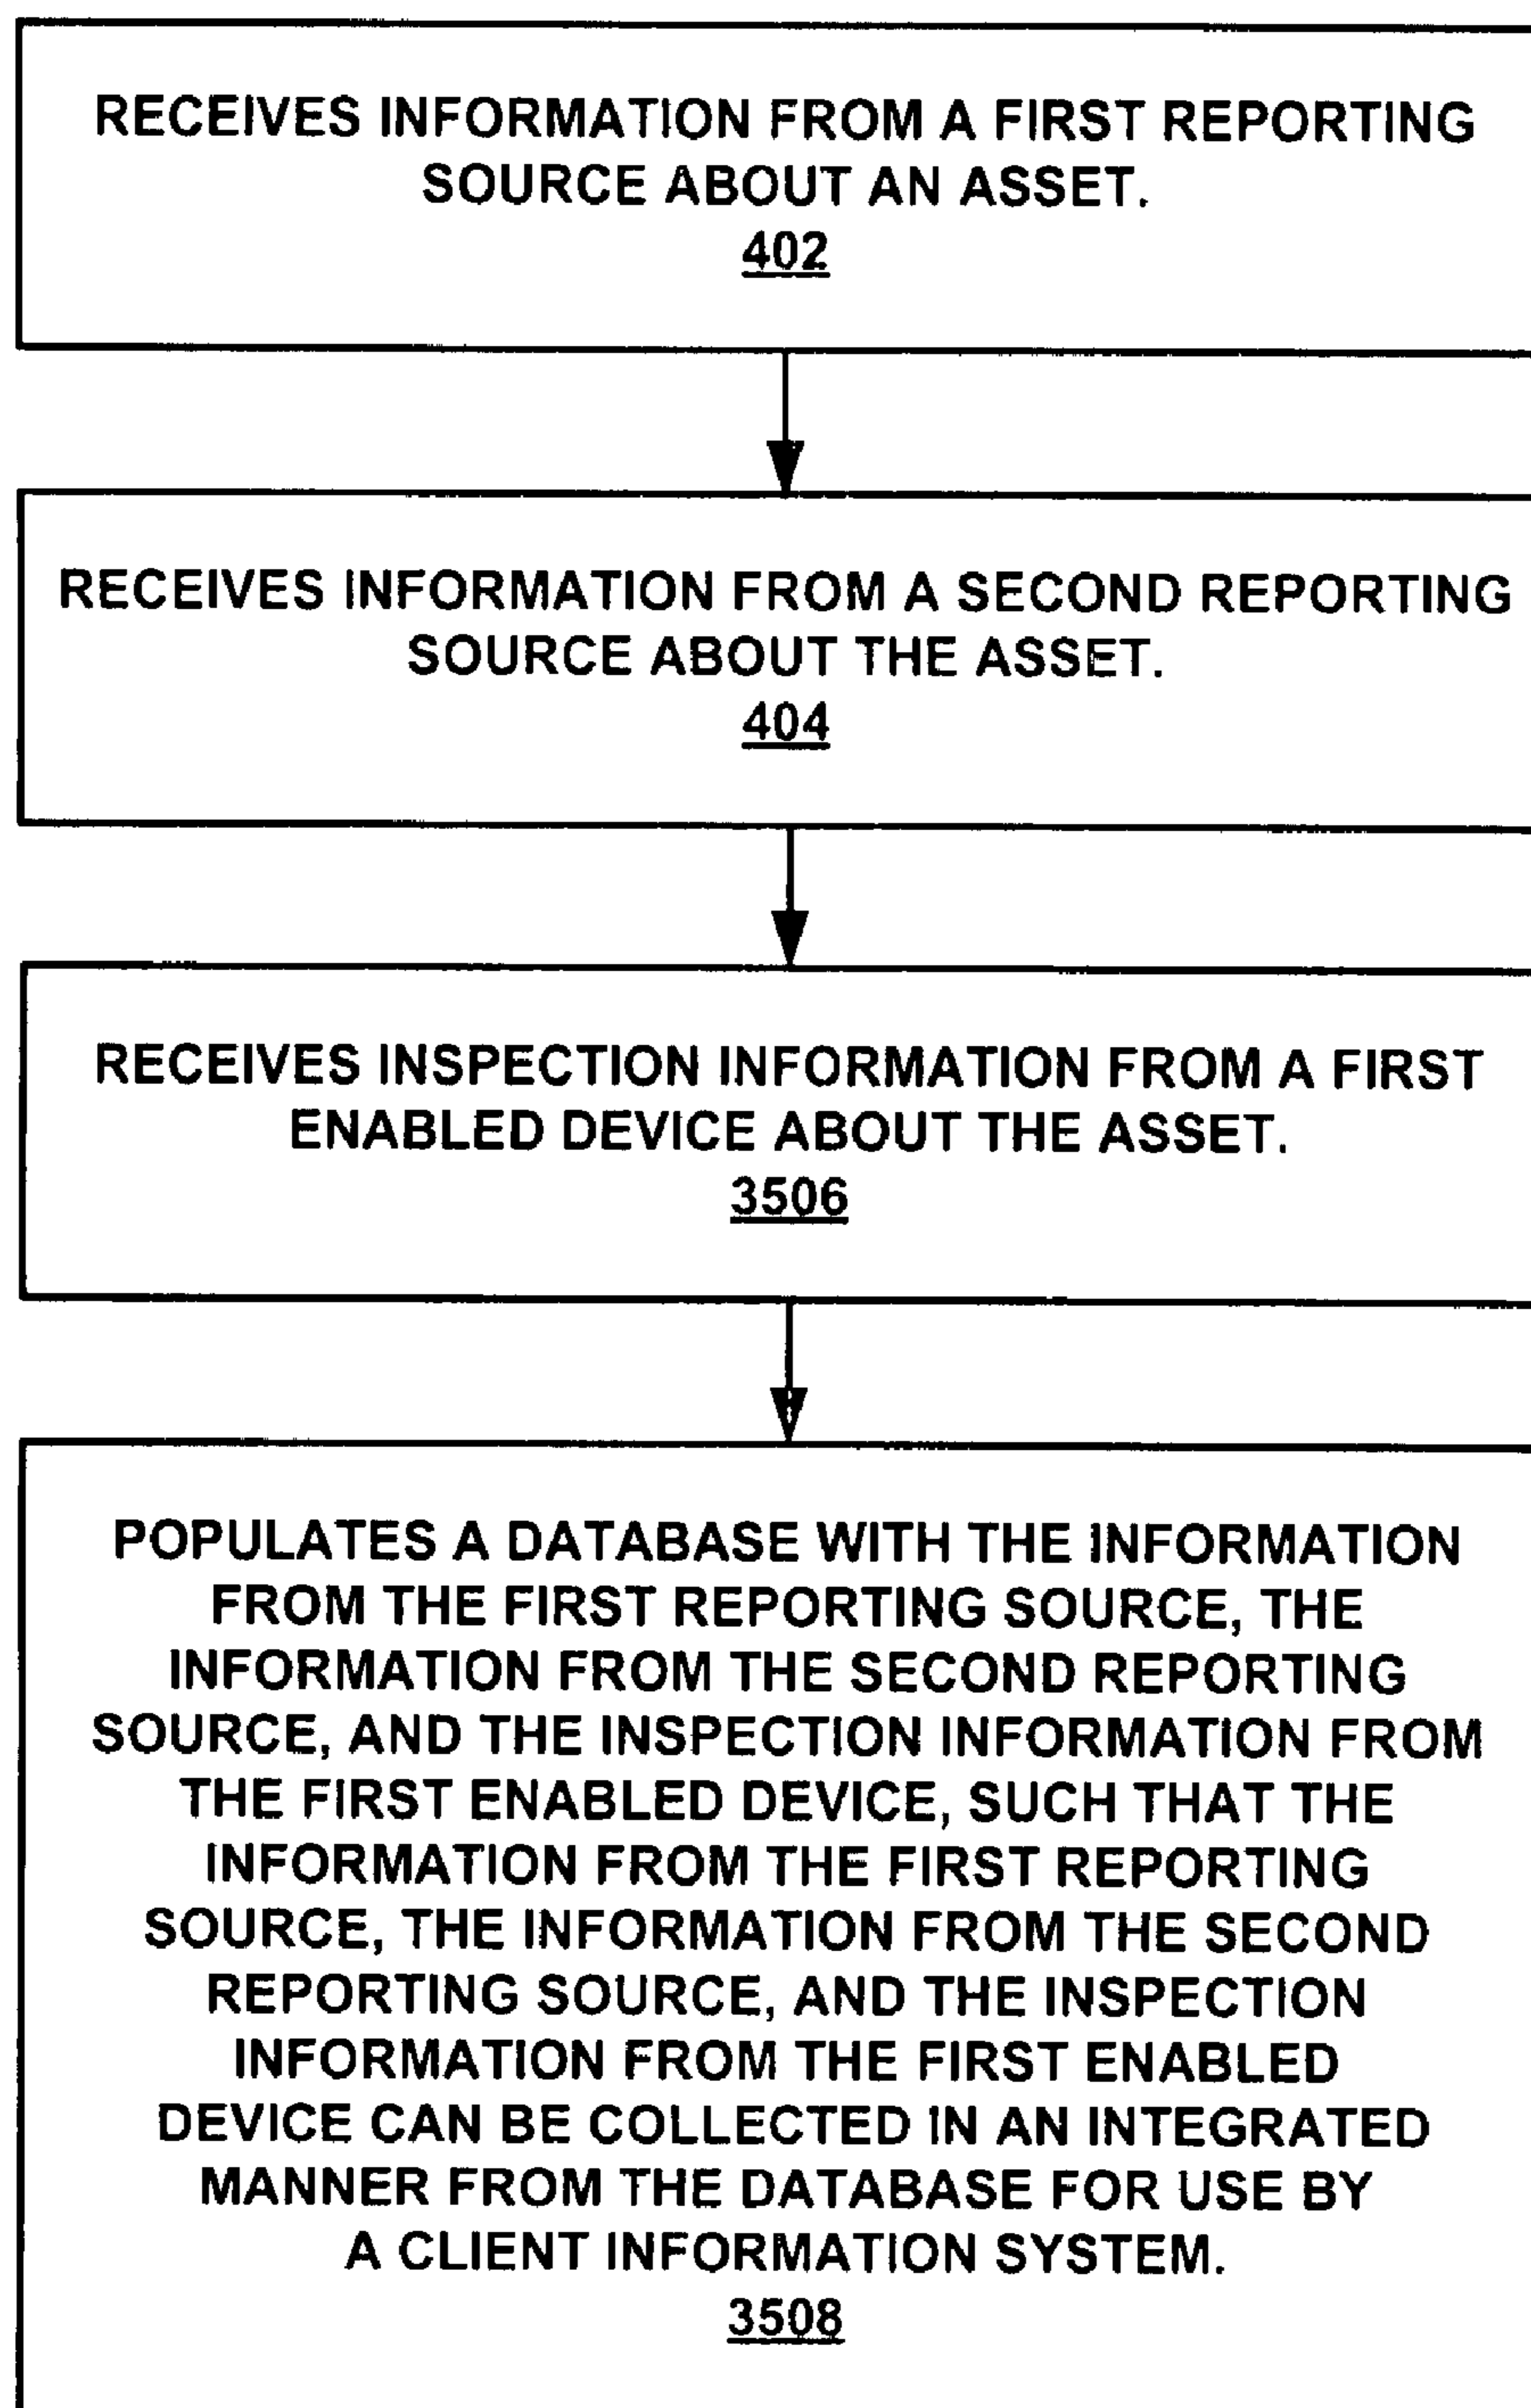 RECEIVES INFORMATION FROM A FIRST REPORTING
SOURCE ABOUT AN ASSET.
402
RECEIVES INFORMATION FROM A SECOND REPORTING
SOURCE ABOUT THE ASSET.
404
RECEIVES INSPECTION INFORMATION FROM A FIRST
ENABLED DEVICE ABOUT THE ASSET.
3506
POPULATES A DATABASE WITH THE INFORMATION
FROM THE FIRST REPORTING SOURCE, THE
INFORMATION FROM THE SECOND REPORTING
SOURCE, AND THE INSPECTION INFORMATION FROM
THE FIRST ENABLED DEVICE, SUCH THAT THE
INFORMATION FROM THE FIRST REPORTING
SOURCE, THE INFORMATION FROM THE SECOND
REPORTING SOURCE, AND THE INSPECTION
INFORMATION FROM THE FIRST ENABLED
DEVICE CAN BE COLLECTED IN AN INTEGRATED
MANNER FROM THE DATABASE FOR USE BY
A CLIENT INFORMATION SYSTEM.
3508